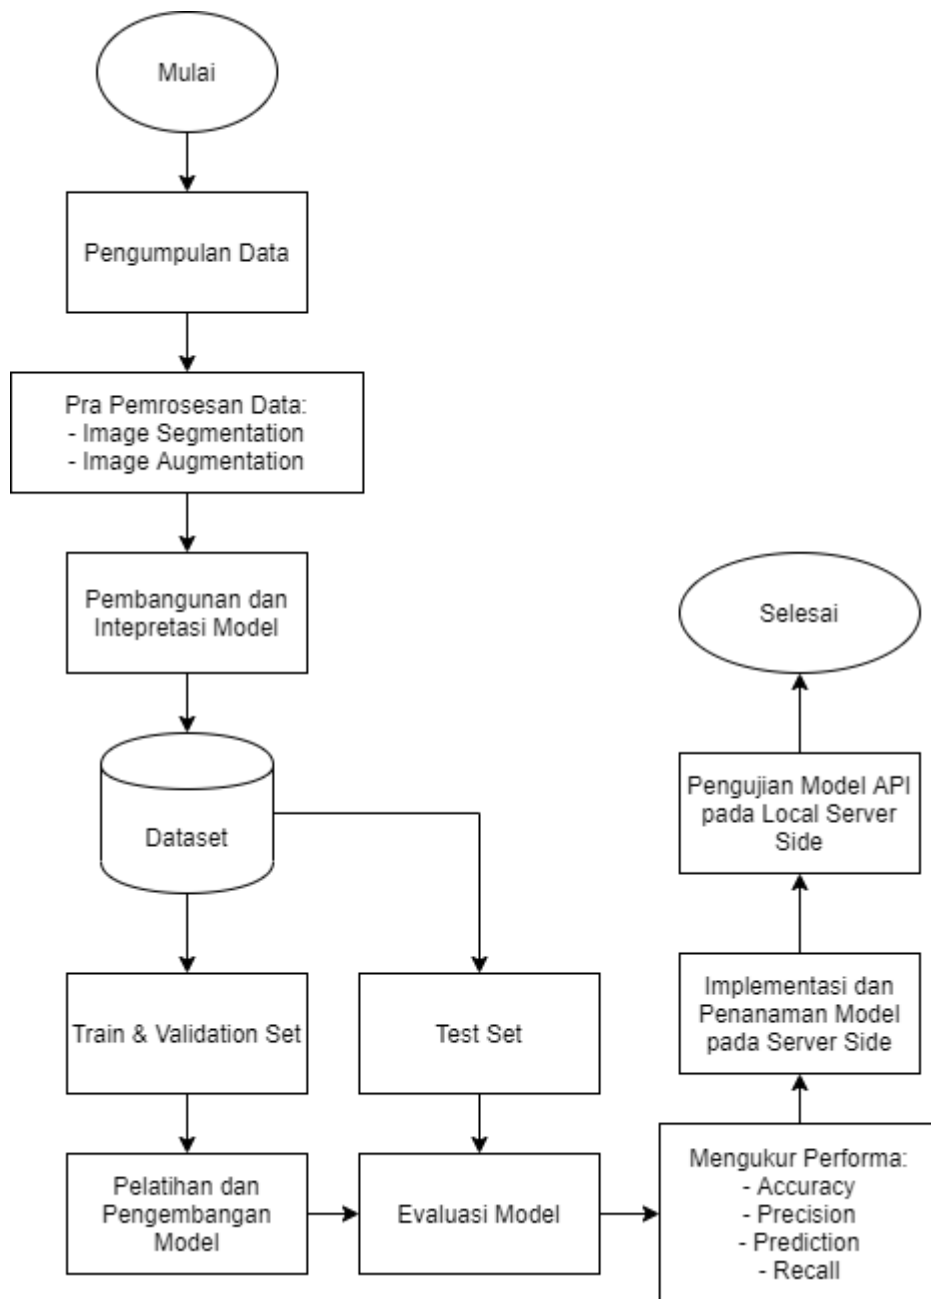 Mulai
Pengumpulan Data
Pra Pemrosesan Data:
- Image Segmentation
- Image Augmentation
Pembangunan dan
Intepretasi Model
Dataset
Train & Validation Set
Test Set
Pelatihan dan
Pengembangan
Model
Evaluasi Model
Mengukur Performa:
- Accuracy
- Precision
- Prediction
- Recall
Implementasi dan
Penanaman Model
pada Server Side
Pengujian Model API
pada Local Server
Side
Selesai